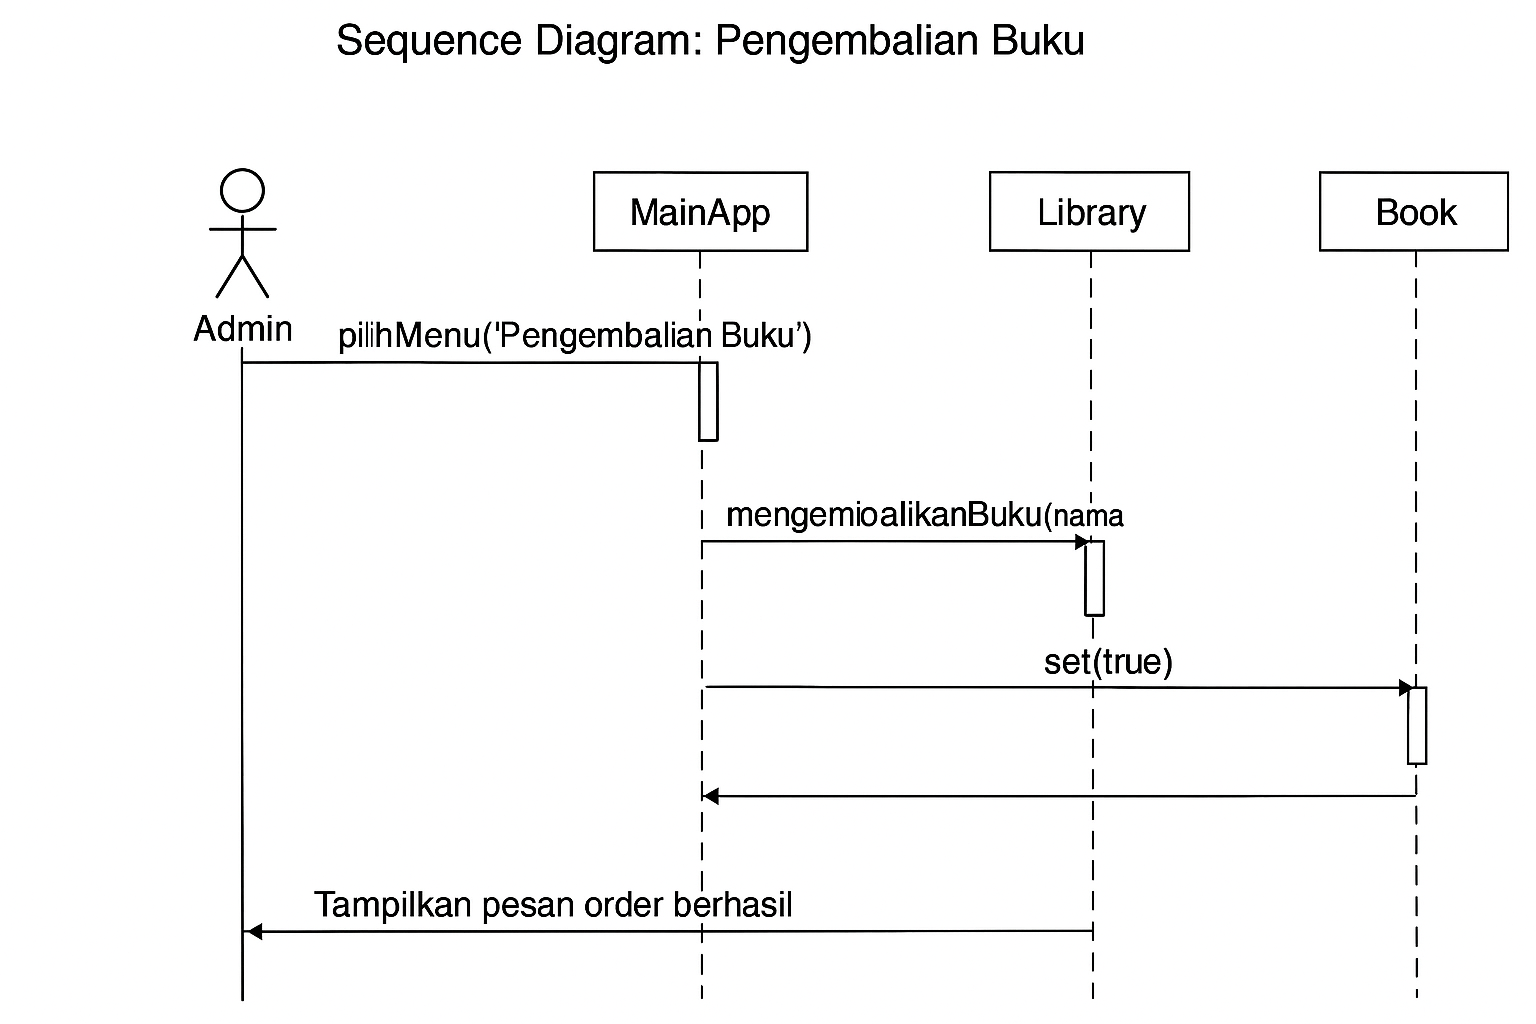 Sequence Diagram: Pengembalian Buku
MainApp
Library
Book
Admin
pilihMenu('Pengembalian Buku')
mengemioalikanBuku(nama
set(true)
Tampilkan pesan order berhasil